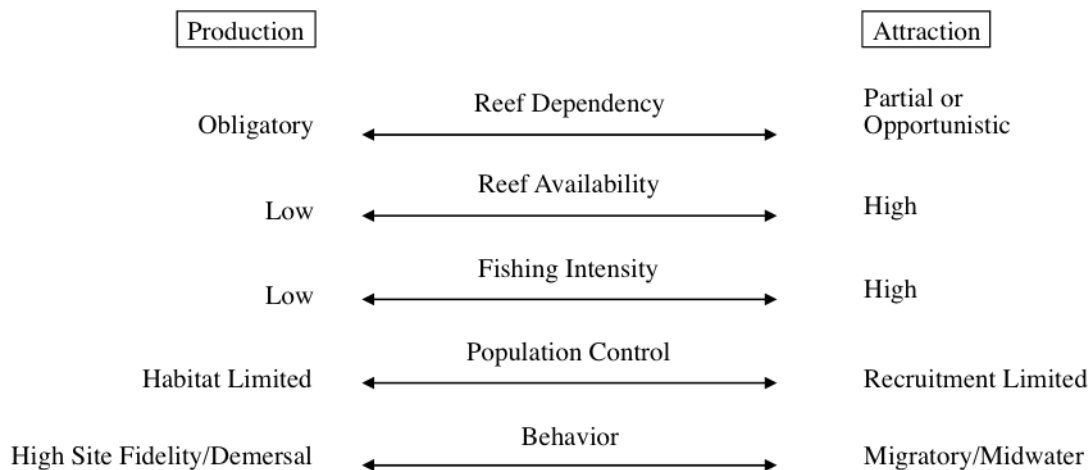 Production Attraction
Reef Dependency
Obligatory Partial or
Opportunistic
Reef Availability
Low High
Fishing Intensity
Low High
Population Control
Habitat Limited Recruitment Limited
Behavior
High Site Fidelity/Demersal Migratory/Midwater